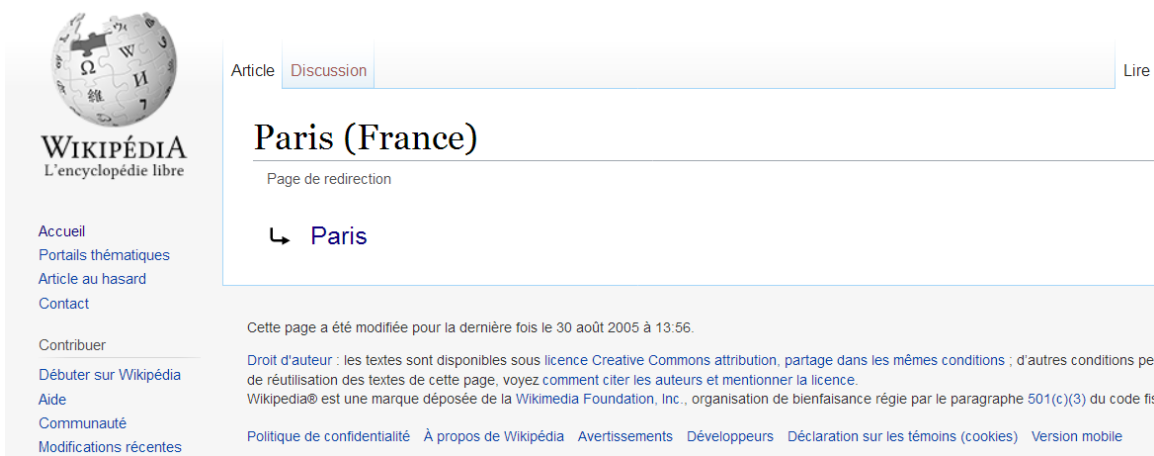 WIKIPÉDIA
L'encyclopédie libre
Accueil
Portails thématiques
Article au hasard
Contact
Contribuer
Débuter sur Wikipédia
Aide
Communauté
Modifications récentes
Article Discussion
Lire
Paris (France)
Page de redirection
Paris
Cette page a été modifiée pour la dernière fois le 30 août 2005 à 13:56.
Droit d'auteur : les textes sont disponibles sous licence Creative Commons attribution, partage dans les mêmes conditions ; d'autres conditions pe
de réutilisation des textes de cette page, voyez comment citer les auteurs et mentionner la licence.
Wikipedia® est une marque déposée de la Wikimedia Foundation, Inc., organisation de bienfaisance régie par le paragraphe 501(c)(3) du code fis
Politique de confidentialité À propos de Wikipédia Avertissements Développeurs Déclaration sur les témoins (cookies) Version mobile